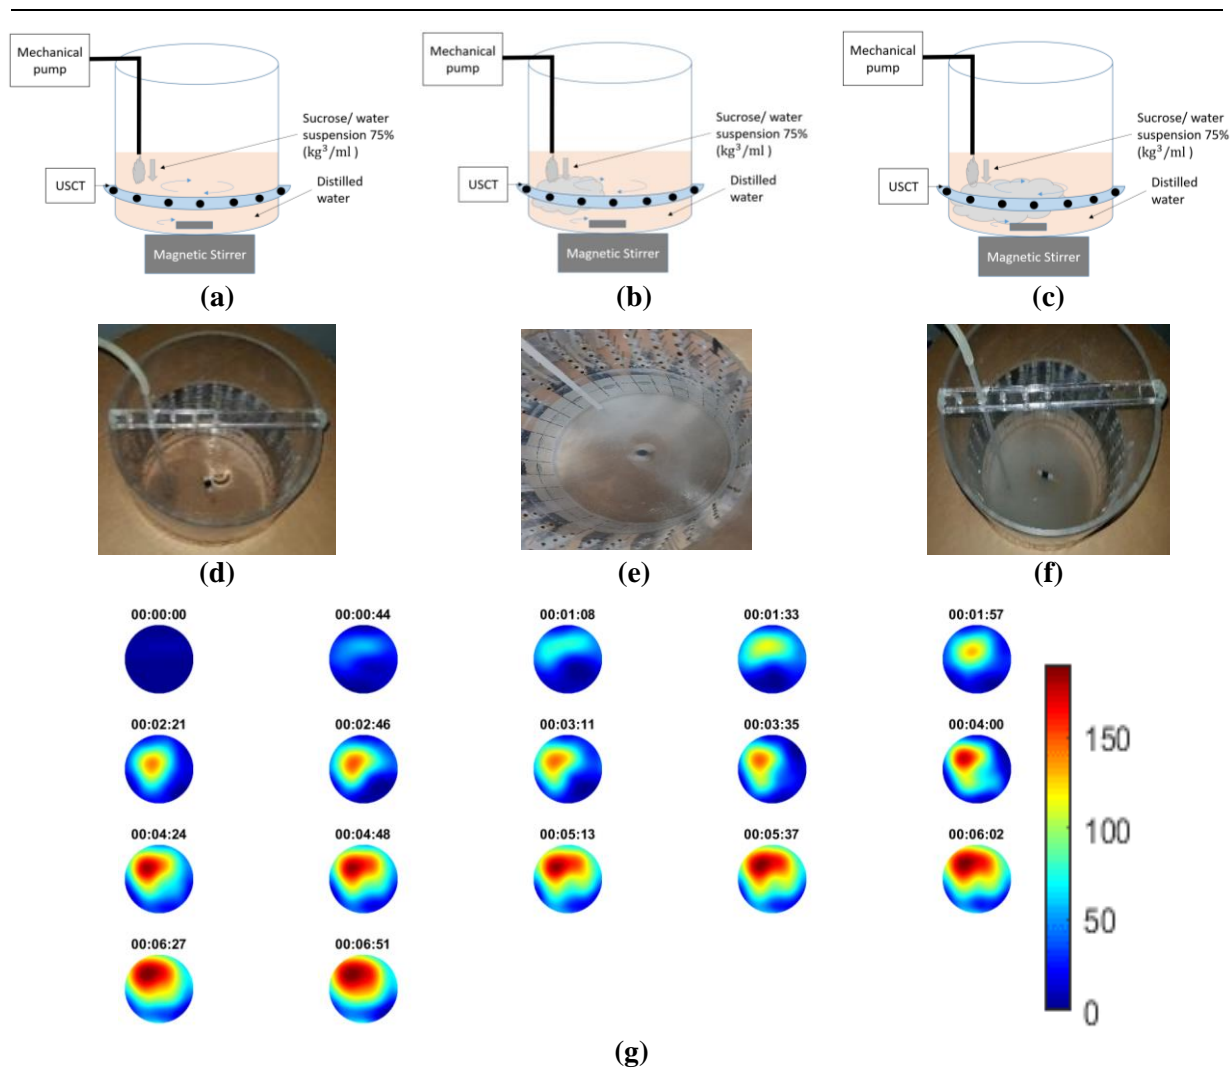 Mechanical
pump
Sucrose/ water
suspension 75%
(kg³/ml )
USCT
Distilled
water
Magnetic Stirrer
(a)
Mechanical
pump
Sucrose/ water
suspension 75%
(kg³/ml )
USCT
Distilled
water
Magnetic Stirrer
(b)
Mechanical
pump
Sucrose/ water
suspension 75%
(kg³/ml )
USCT
Distilled
water
Magnetic Stirrer
(c)
(d)
(e)
(f)
00:00:00 00:00:44 00:01:08 00:01:33 00:01:57
00:02:21 00:02:46 00:03:11 00:03:35 00:04:00
00:04:24 00:04:48 00:05:13 00:05:37 00:06:02
00:06:27 00:06:51
150
100
50
0
(g)